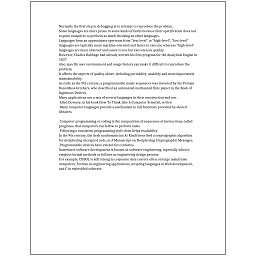 Normally the first step in debugging is to attempt to reproduce the problem.
Some languages are more prone to some kinds of faults because their specification does not
require compilers to perform as much checking as other languages.
Languages form an approximate spectrum from "low-level" to "high-level"; "low-level"
languages are typically more machine-oriented and faster to execute, whereas "high-level"
languages are more abstract and easier to use but execute less quickly.
However, Charles Babbage had already written his first program for the Analytical Engine in
1837.
Also, specific user environment and usage history can make it difficult to reproduce the
problem.
It affects the aspects of quality above, including portability, usability and most importantly
maintainability.
As early as the 9th century, a programmable music sequencer was invented by the Persian
Banu Musa brothers, who described an automated mechanical flute player in the Book of
Ingenious Devices.
Many applications use a mix of several languages in their construction and use.
Allen Downey, in his book How To Think Like A Computer Scientist, writes:
Many computer languages provide a mechanism to call functions provided by shared
libraries.
Computer programming or coding is the composition of sequences of instructions, called
programs, that computers can follow to perform tasks.
Following a consistent programming style often helps readability.
In the 9th century, the Arab mathematician Al-Kindi described a cryptographic algorithm
for deciphering encrypted code, in A Manuscript on Deciphering Cryptographic Messages.
Programmable devices have existed for centuries.
Sometimes software development is known as software engineering, especially when it
employs formal methods or follows an engineering design process.
For example, COBOL is still strong in corporate data centers often on large mainframe
computers, Fortran in engineering applications, scripting languages in Web development,
and C in embedded software.